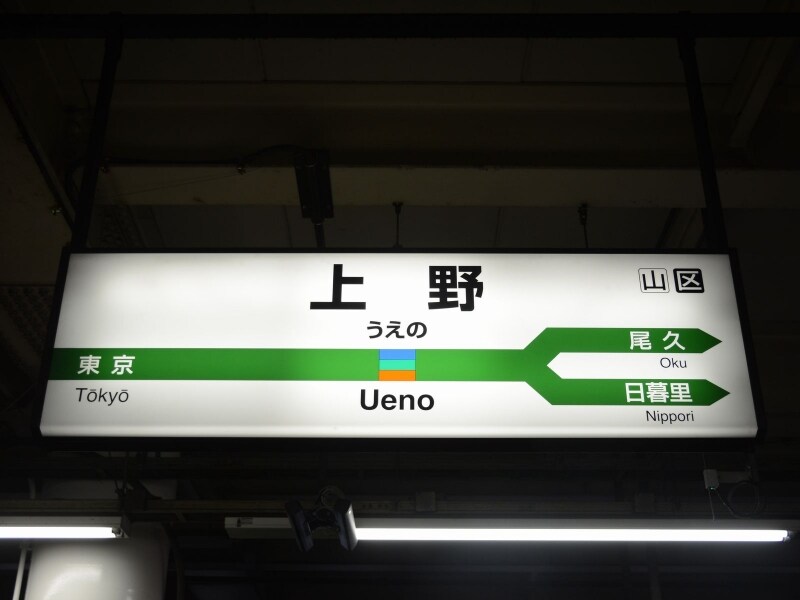 上野
山 区
うえの
東京
Tōkyō
Ueno
尾久
Oku
日暮里
Nippori